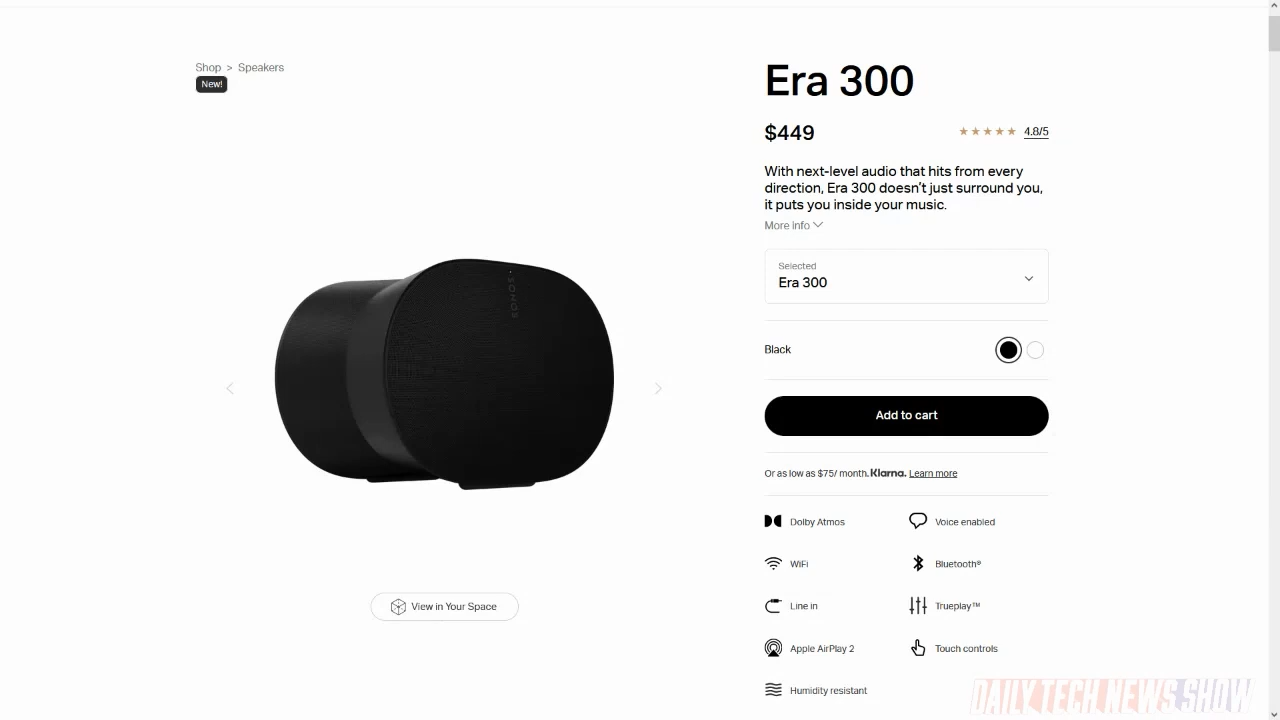 Shop > Speakers
New!
Era 300
$449
4.8/5
With next-level audio that hits from every
direction, Era 300 doesn't just surround you,
it puts you inside your music.
More info
Selected
Era 300
Black
Add to cart
Or as low as $75/ month. Klarna. Learn more
Dolby Atmos
Voice enabled
WiFi
Bluetooth®
Line in
Trueplay™
Apple AirPlay 2
Touch controls
Humidity resistant
View in Your Space
SONOS
DAILY TECH NEWS SHOW